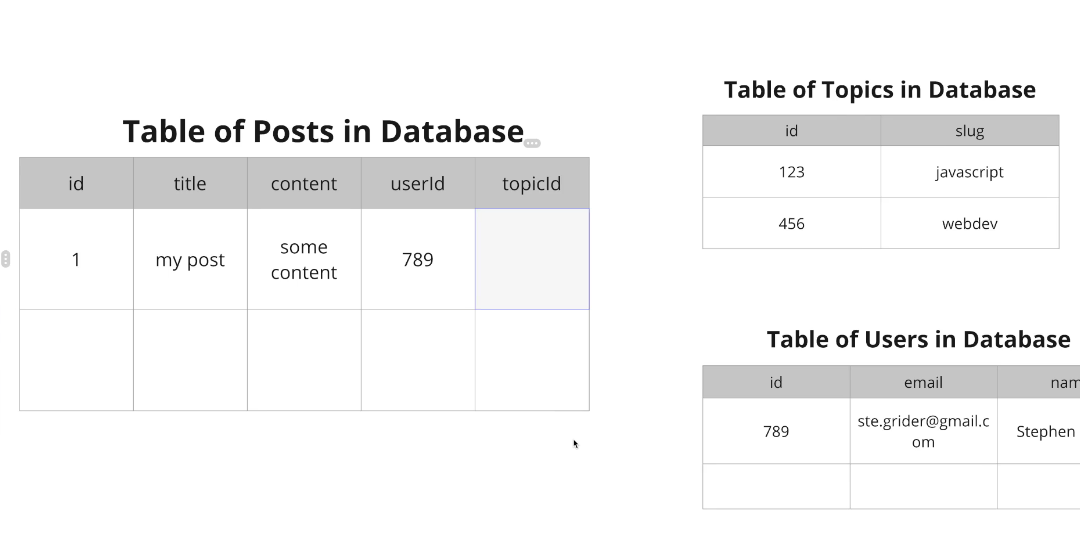 Table of Posts in Database
id title content userId topicId
1 my post some content 789
Table of Topics in Database
id slug
123 javascript
456 webdev
Table of Users in Database
id email nam
789 ste.grider@gmail.c
om Stephen